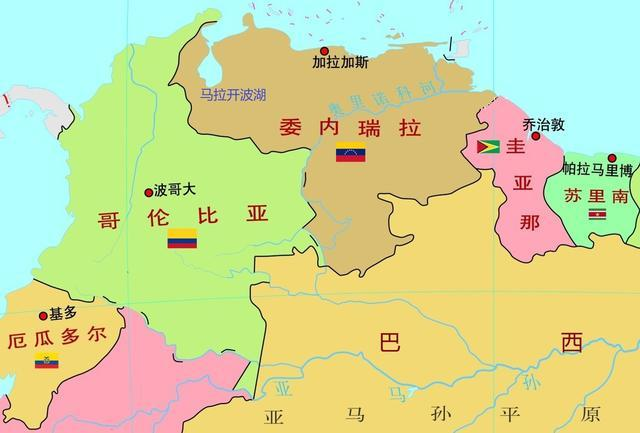 加拉加斯
马拉开波湖
奥里诺科河
委内瑞拉
乔治敦
圭亚那
帕拉马里博
苏里南
波哥大
哥伦比亚
基多
厄瓜多尔
巴西
亚马孙
亚马孙平原